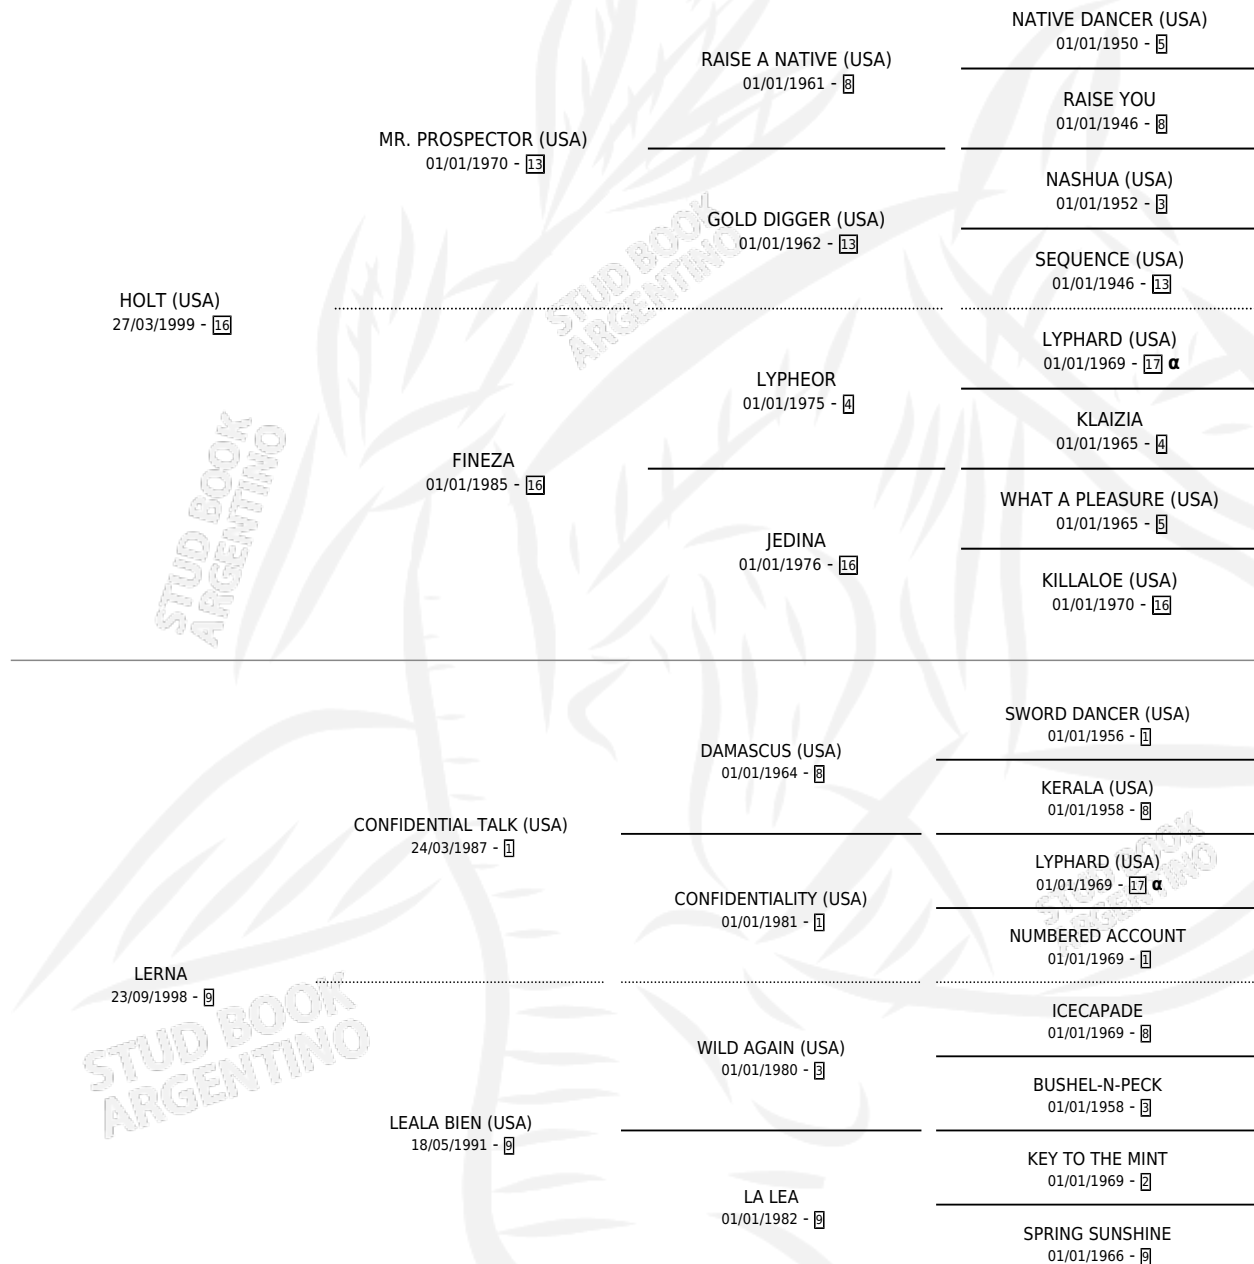 NATIVE DANCER (USA)
01/01/1950 - 5
RAISE A NATIVE (USA)
01/01/1961 - 8
RAISE YOU
01/01/1946 - 8
MR. PROSPECTOR (USA)
01/01/1970 - 13
NASHUA (USA)
01/01/1952 - 3
GOLD DIGGER (USA)
01/01/1962 - 13
SEQUENCE (USA)
01/01/1946 - 13
HOLT (USA)
27/03/1999 - 16
LYPHARD (USA)
01/01/1969 - 17 α
LYPHEOR
01/01/1975 - 4
KLAIZIA
01/01/1965 - 4
FINEZA
01/01/1985 - 16
WHAT A PLEASURE (USA)
01/01/1965 - 5
JEDINA
01/01/1976 - 16
KILLALOE (USA)
01/01/1970 - 16
SWORD DANCER (USA)
01/01/1956 - 1
DAMASCUS (USA)
01/01/1964 - 8
KERALA (USA)
01/01/1958 - 8
CONFIDENTIAL TALK (USA)
24/03/1987 - 1
LYPHARD (USA)
01/01/1969 - 17 α
CONFIDENTIALITY (USA)
01/01/1981 - 1
NUMBERED ACCOUNT
01/01/1969 - 1
LERNA
23/09/1998 - 9
ICECAPADE
01/01/1969 - 8
WILD AGAIN (USA)
01/01/1980 - 3
BUSHEL-N-PECK
01/01/1958 - 3
LEALA BIEN (USA)
18/05/1991 - 9
KEY TO THE MINT
01/01/1969 - 2
LA LEA
01/01/1982 - 9
SPRING SUNSHINE
01/01/1966 - 9
STUD BOOK
ARGENTINO
STUD BOOK
ARGENTINO
STUD BOOK
ARGENTINO
STUD BOOK
ARGENTINO